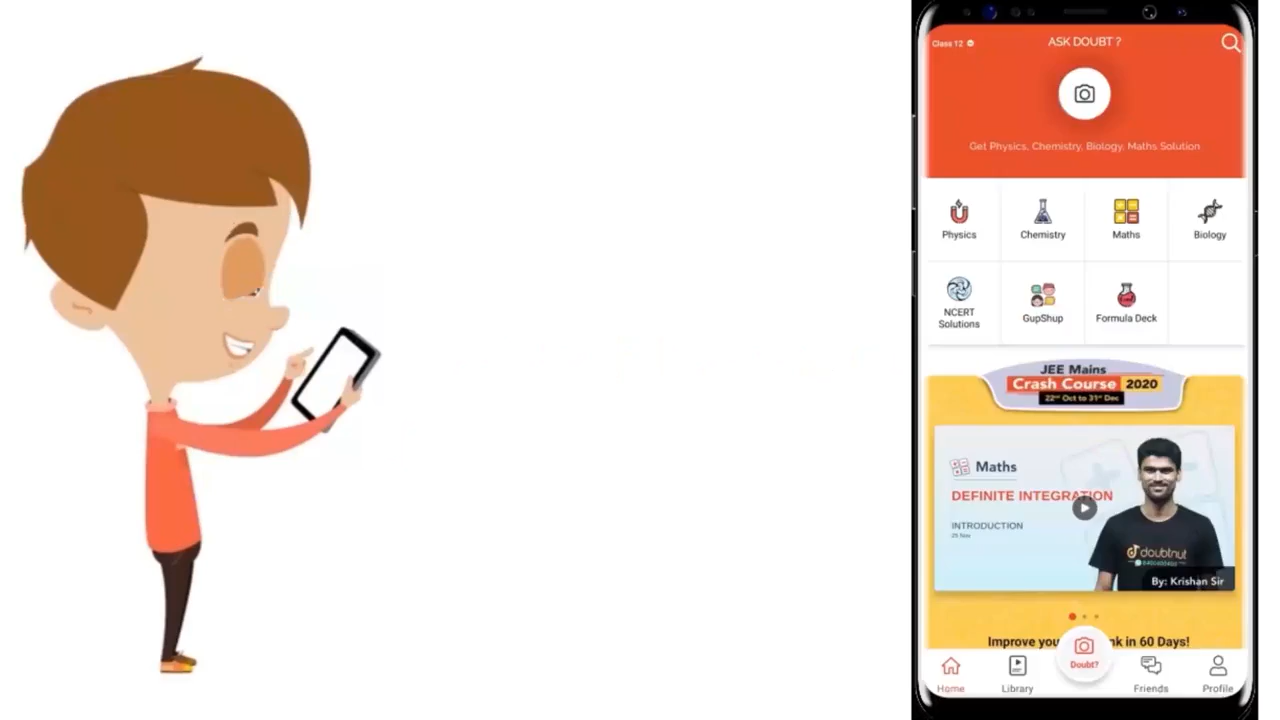 Class 12
ASK DOUBT ?
Get Physics, Chemistry, Biology, Maths Solution
Physics
Chemistry
Maths
Biology
NCERT
Solutions
GupShup
Formula Deck
JEE Mains
Crash Course 2020
22nd Oct to 31st Dec
Maths
DEFINITE INTEGRATION
INTRODUCTION
doubtnut
By: Krishan Sir
Improve you nk in 60 Days!
Doubt?
Home
Library
Friends
Profile